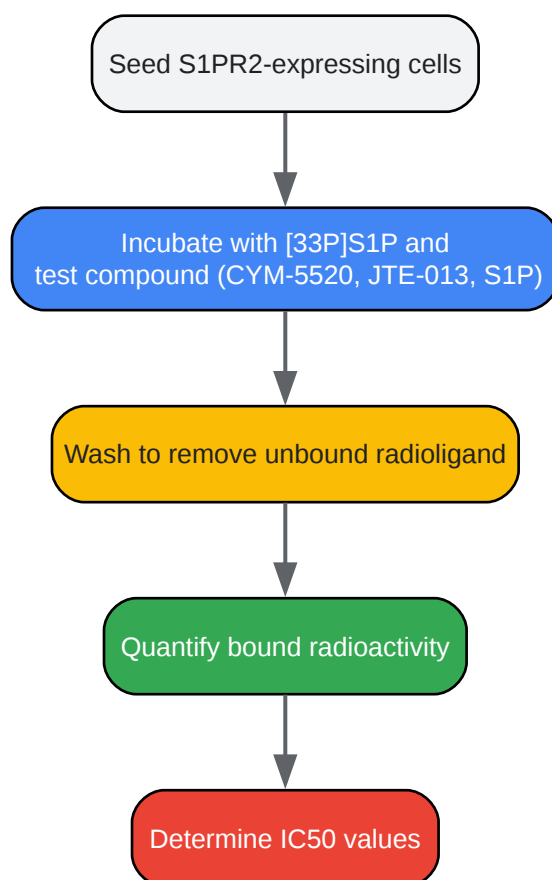 Seed S1PR2-expressing cells
Incubate with [33P]S1P and
test compound (CYM-5520, JTE-013, S1P)
Wash to remove unbound radioligand
Quantify bound radioactivity
Determine IC50 values